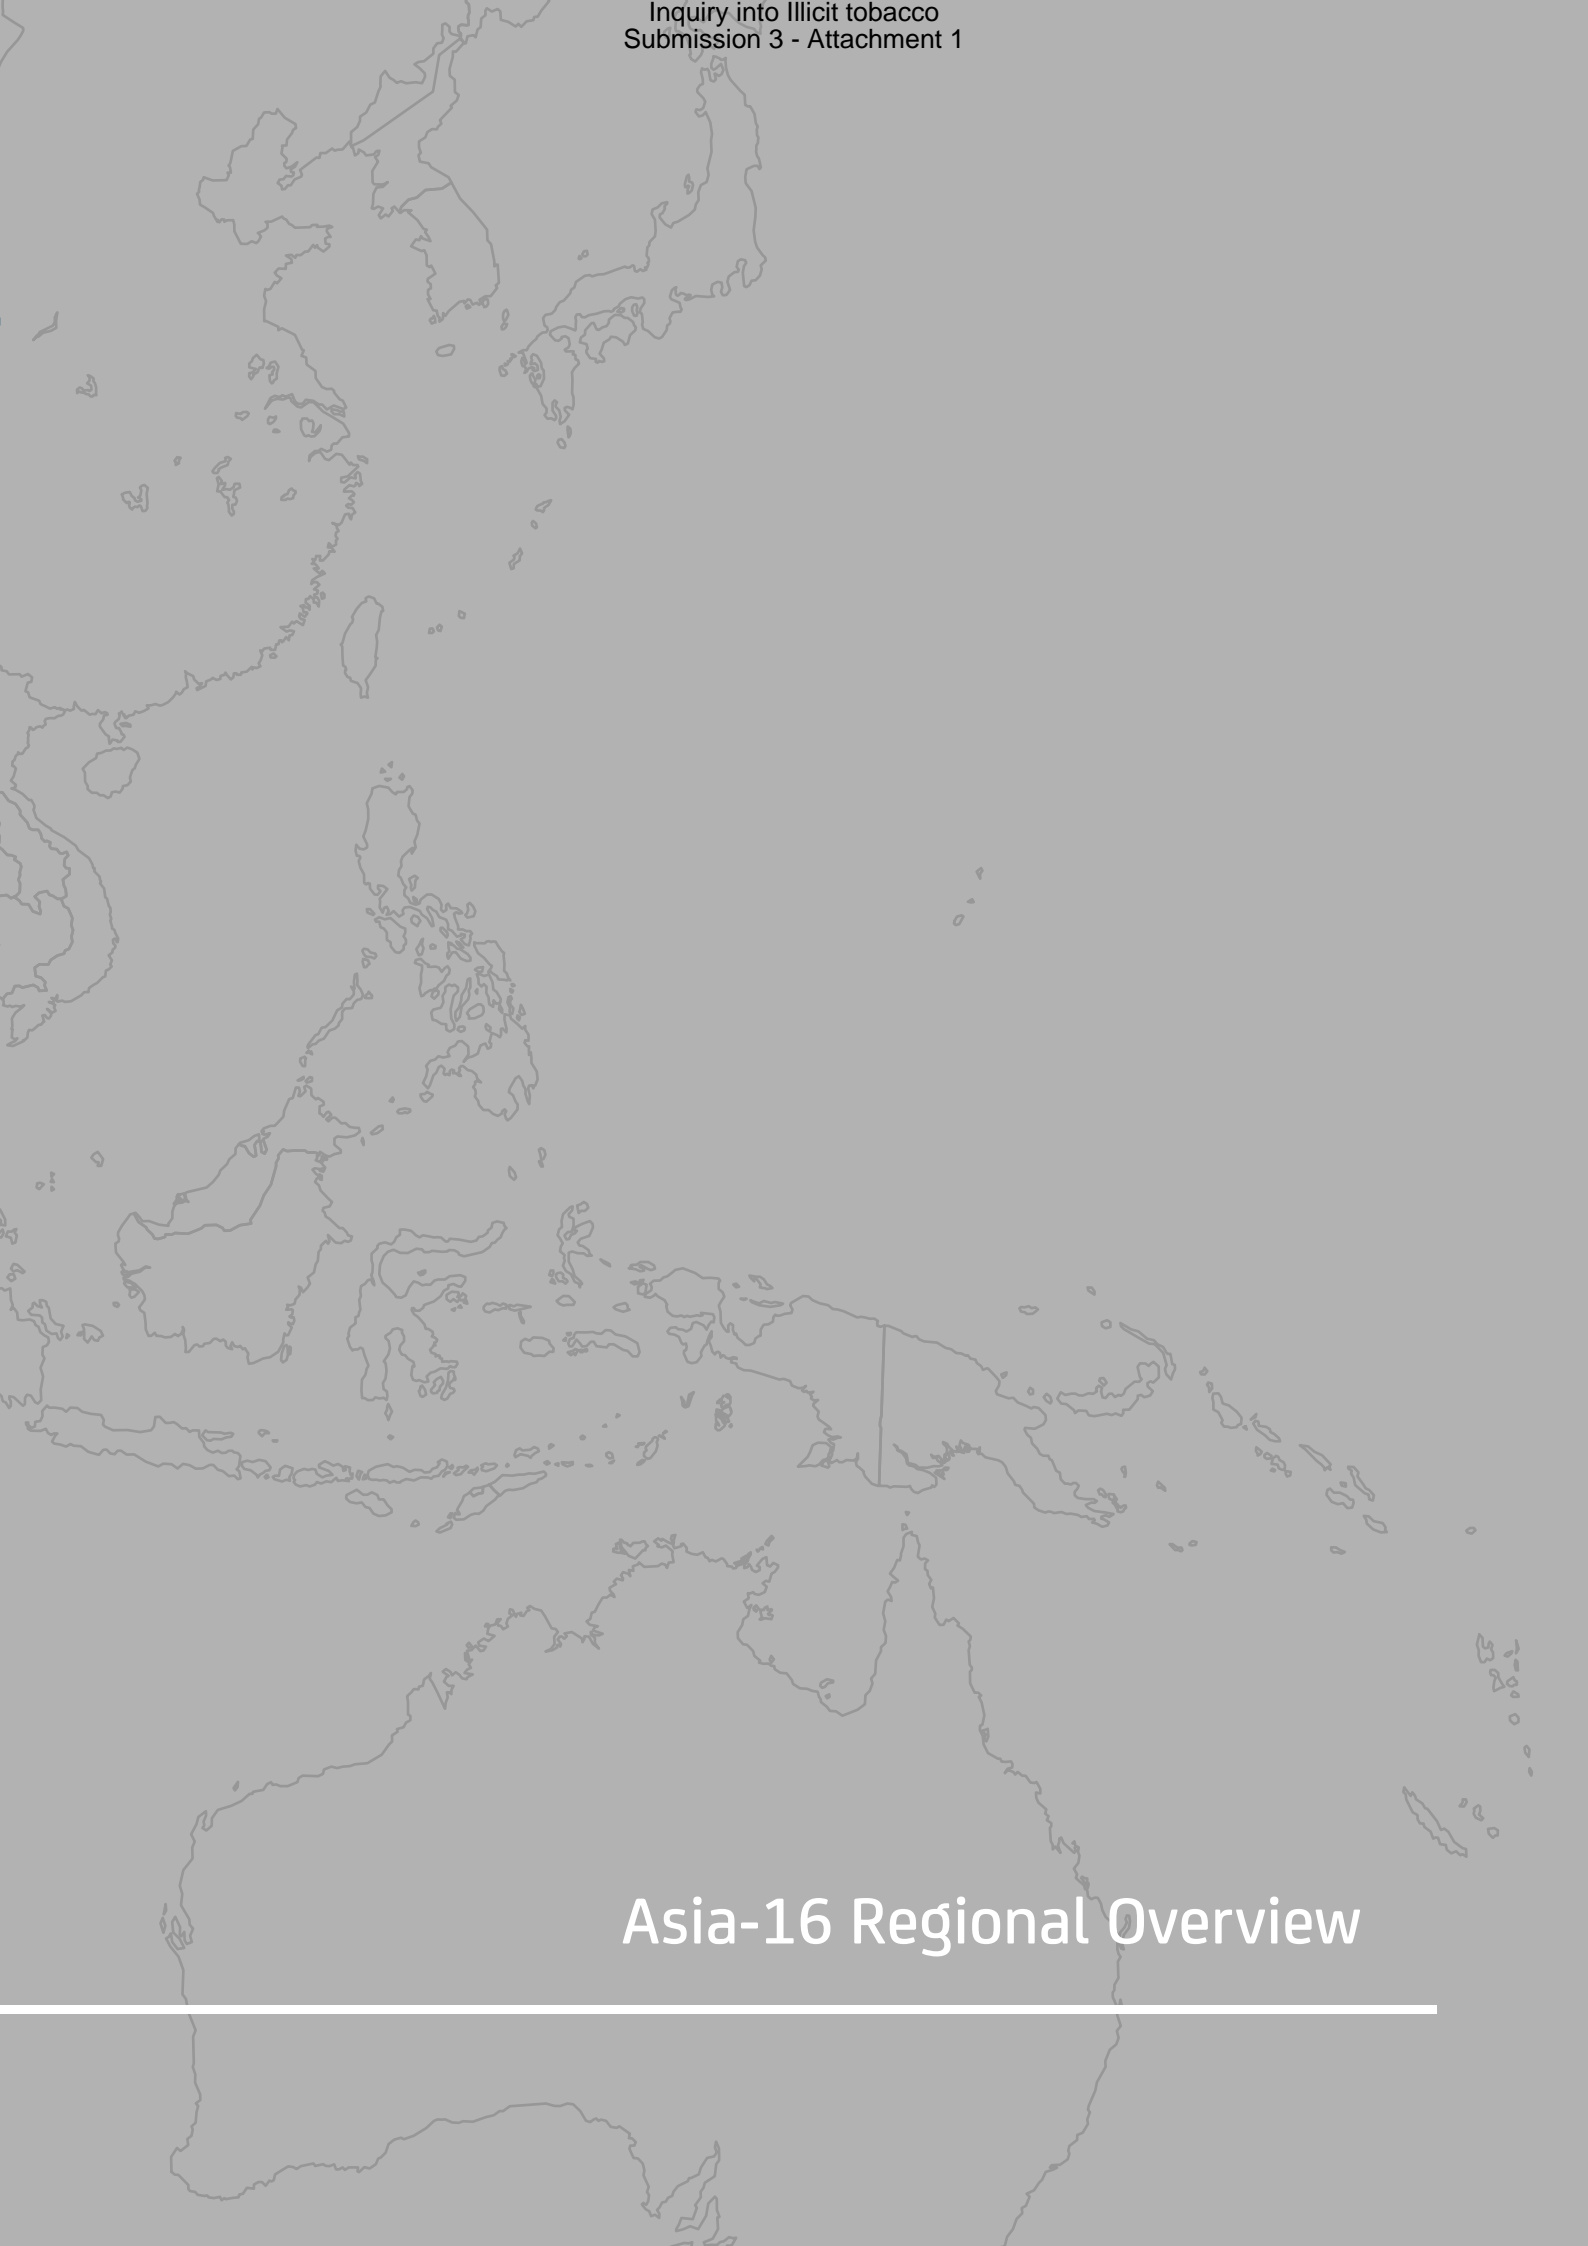 Inquiry into Illicit tobacco
Submission 3 - Attachment 1
Asia-16 Regional Overview